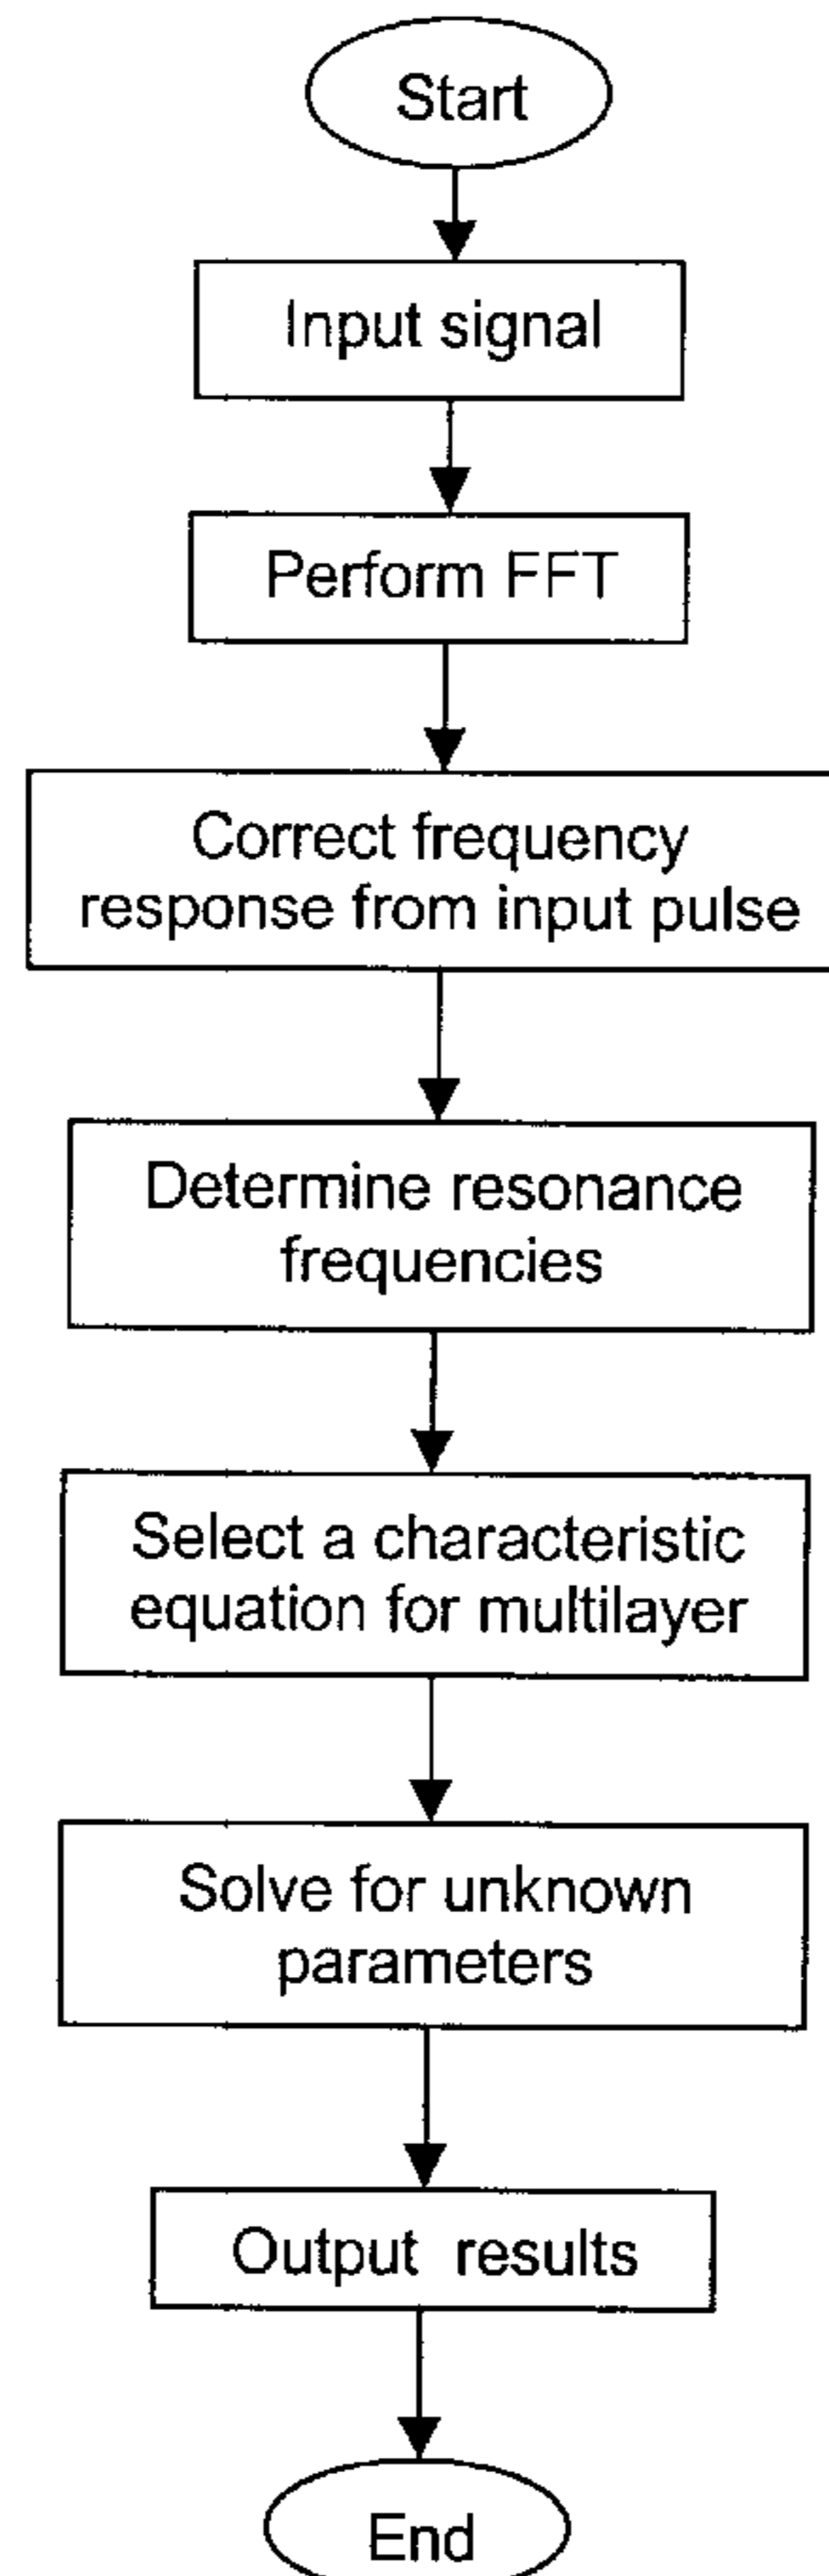 Start
Input signal
Perform FFT
Correct frequency
response from input pulse
Determine resonance
frequencies
Select a characteristic
equation for multilayer
Solve for unknown
parameters
Output results
End